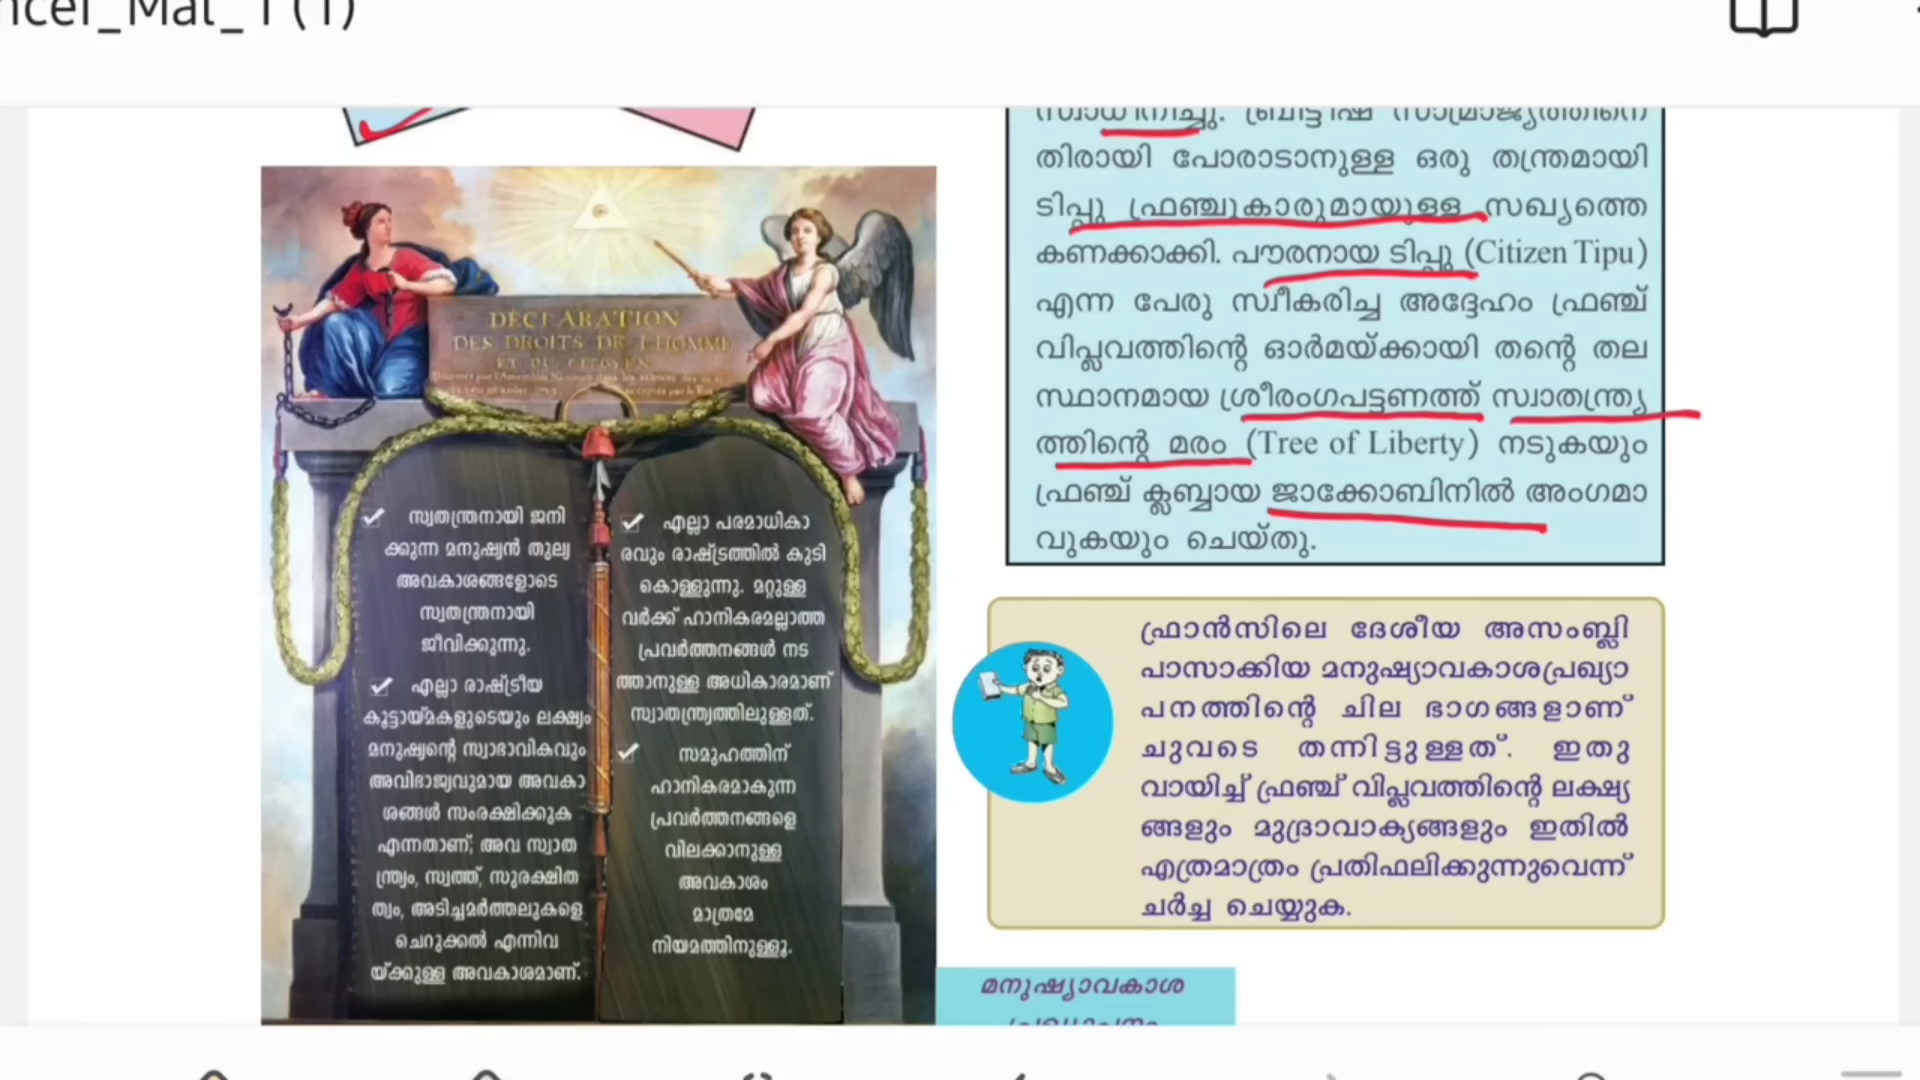 സ്വാധീനിച്ചു. ബ്രിട്ടീഷ് സാമ്രാജ്യത്തിനെ
തിരായി പോരാടാനുള്ള ഒരു തന്ത്രമായി
ടിപ്പു ഫ്രഞ്ചുകാരുമായുള്ള സഖ്യത്തെ
കണക്കാക്കി. പൗരനായ ടിപ്പു (Citizen Tipu)
എന്ന പേരു സ്വീകരിച്ച അദ്ദേഹം ഫ്രഞ്ച്
വിപ്ലവത്തിന്റെ ഓർമയ്ക്കായി തന്റെ തല
സ്ഥാനമായ ശ്രീരംഗപട്ടണത്ത് സ്വാതന്ത്ര്യ
ത്തിന്റെ മരം (Tree of Liberty) നടുകയും
ഫ്രഞ്ച് ക്ലബ്ബായ ജാക്കോബിനിൽ അംഗമാ
വുകയും ചെയ്തു.
DÉCLARATION
DES DROITS DE L'HOMME
ET DU CITOYEN
സ്വതന്ത്രനായി ജനി
ക്കുന്ന മനുഷ്യൻ തുല്യ
അവകാശങ്ങളോടെ
സ്വതന്ത്രനായി
ജീവിക്കുന്നു.
എല്ലാ രാഷ്ട്രീയ
കൂട്ടായ്മകളുടെയും ലക്ഷ്യം
മനുഷ്യന്റെ സ്വാഭാവികവും
അവിഭാജ്യവുമായ അവകാ
ശങ്ങൾ സംരക്ഷിക്കുക
എന്നതാണ്; അവ സ്വാത
ന്ത്ര്യം, സ്വത്ത്, സുരക്ഷിത
ത്വം, അടിച്ചമർത്തലുകളെ
ചെറുക്കൽ എന്നിവ
യ്ക്കുള്ള അവകാശമാണ്.
എല്ലാ പരമാധികാ
രവും രാഷ്ട്രത്തിൽ കുടി
കൊള്ളുന്നു. മറ്റുള്ള
വർക്ക് ഹാനികരമല്ലാത്ത
പ്രവർത്തനങ്ങൾ നട
ത്താനുള്ള അധികാരമാണ്
സ്വാതന്ത്ര്യത്തിലുള്ളത്.
സമൂഹത്തിന്
ഹാനികരമാകുന്ന
പ്രവർത്തനങ്ങളെ
വിലക്കാനുള്ള
അവകാശം
മാത്രമേ
നിയമത്തിനുള്ളൂ.
ഫ്രാൻസിലെ ദേശീയ അസംബ്ലി
പാസാക്കിയ മനുഷ്യാവകാശപ്രഖ്യാ
പനത്തിന്റെ ചില ഭാഗങ്ങളാണ്
ചുവടെ തന്നിട്ടുള്ളത്. ഇതു
വായിച്ച് ഫ്രഞ്ച് വിപ്ലവത്തിന്റെ ലക്ഷ്യ
ങ്ങളും മുദ്രാവാക്യങ്ങളും ഇതിൽ
എത്രമാത്രം പ്രതിഫലിക്കുന്നുവെന്ന്
ചർച്ച ചെയ്യുക.
മനുഷ്യാവകാശ